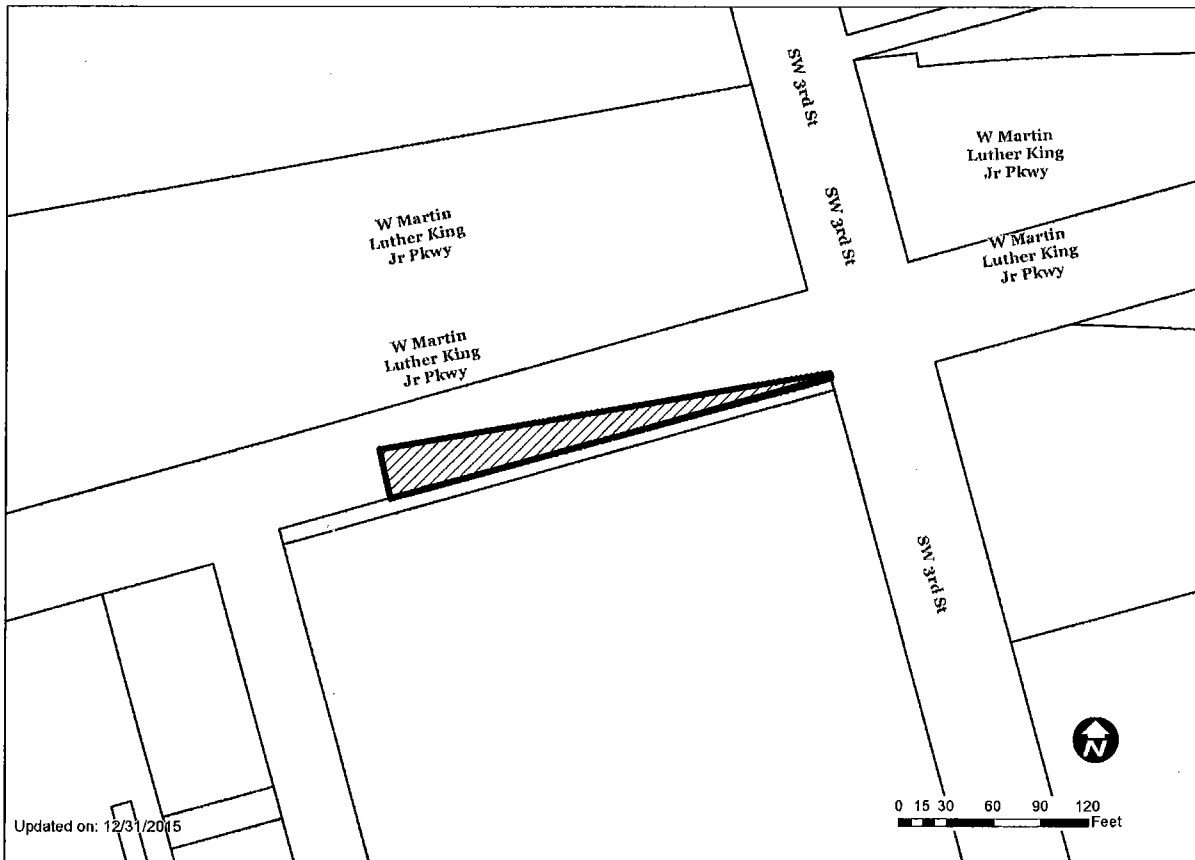 SW 3rd St
W Martin
Luther King
Jr Pkwy
SW 3rd St
W Martin
Luther King
Jr Pkwy
W Martin
Luther King
Jr Pkwy
W Martin
Luther King
Jr Pkwy
SW 3rd St
N
0 15 30 60 90 120
Feet
Updated on: 12/31/2015